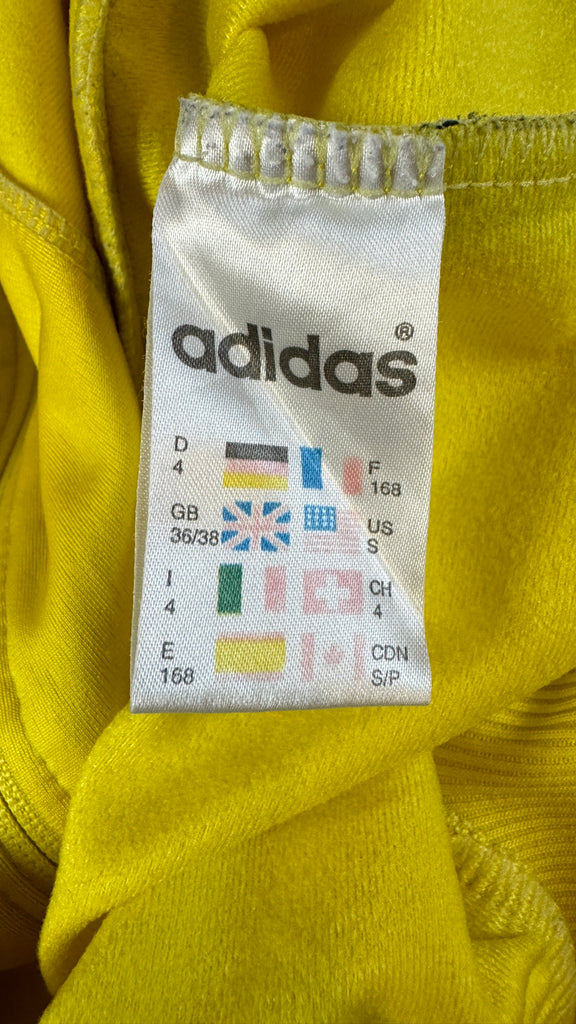 adidas®
D
4
F
168
GB
36/38
US
S
I
4
CH
4
E
168
CDN
S/P